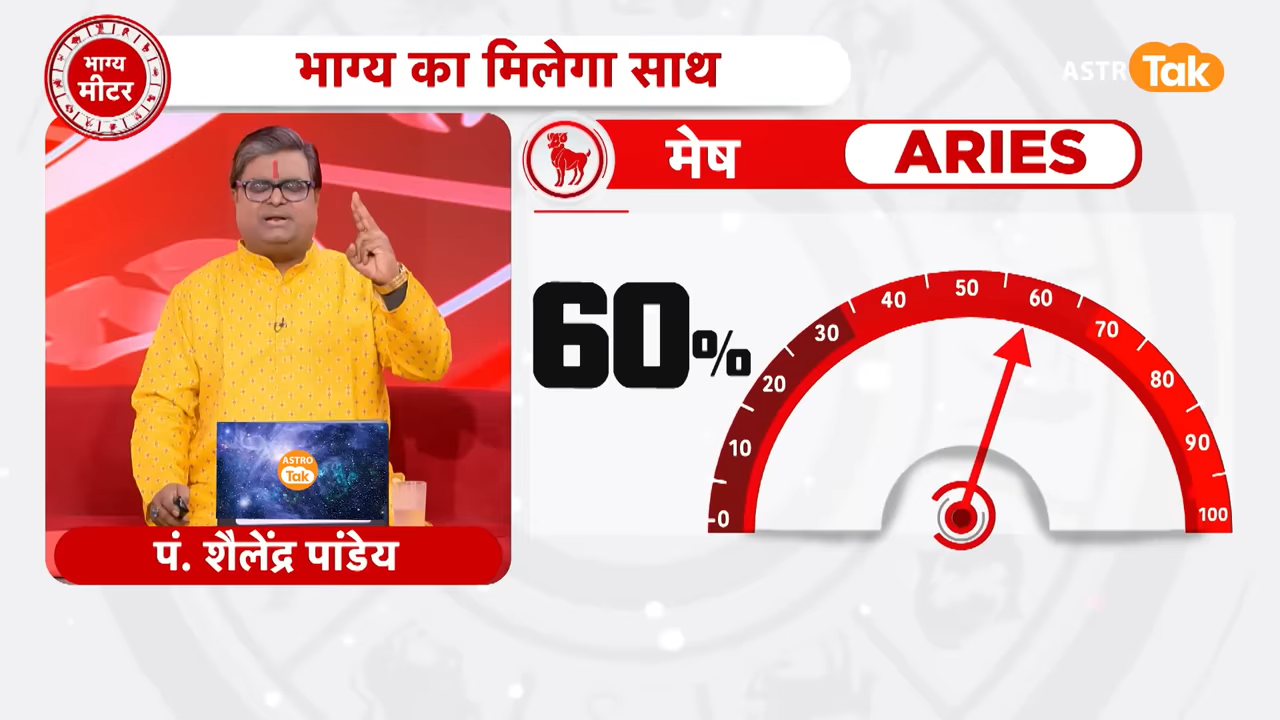 भाग्य
मीटर
भाग्य का मिलेगा साथ
ASTRO Tak
मेष ARIES
60%
0 10 20 30 40 50 60 70 80 90 100
ASTRO
Tak
पं. शैलेंद्र पांडेय